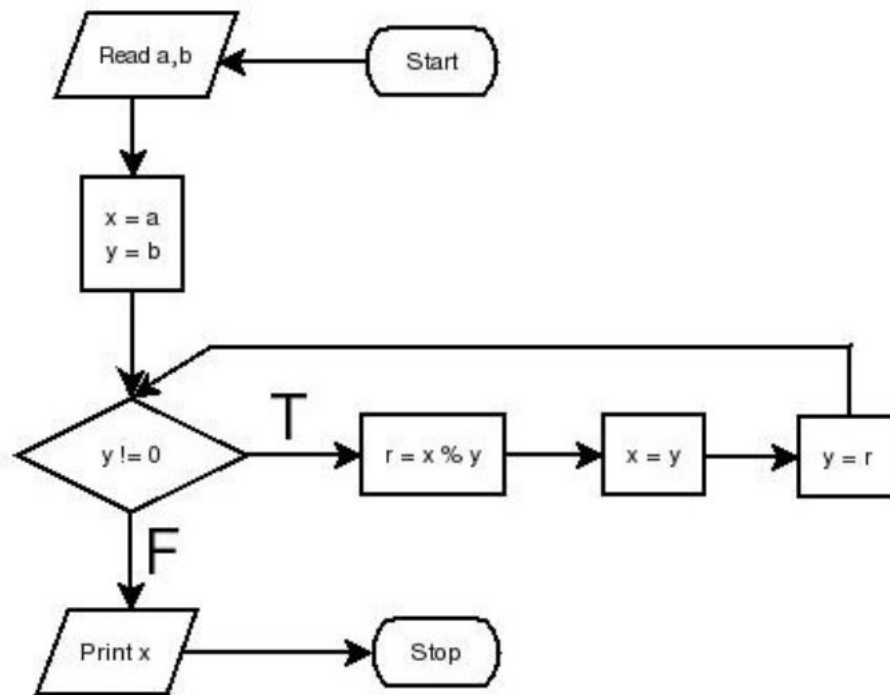 Start
Read a,b
x = a
y = b
y != 0
T
r = x % y
x = y
y = r
F
Print x
Stop